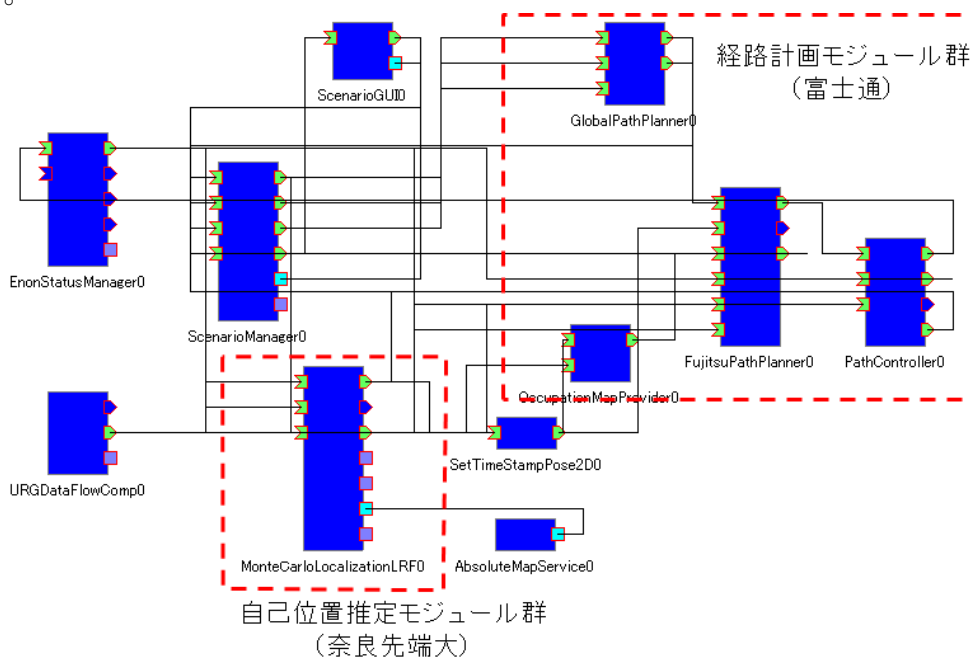 。
経路計画モジュール群
（富士通）
ScenarioGUI0
GlobalPathPlanner0
EnonStatusManager0
ScenarioManager0
FujitsuPathPlanner0
PathController0
OccupationMapProvider0
URGDataFlowComp0
SetTimeStampPose2D0
MonteCarloLocalizationLRF0
AbsoluteMapService0
自己位置推定モジュール群
（奈良先端大）